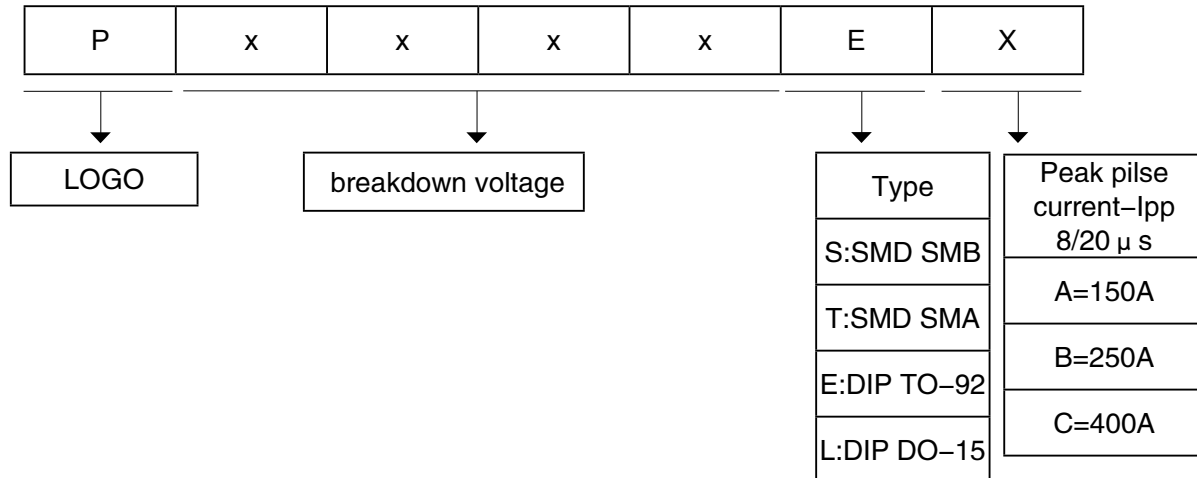 P x x x x E X
LOGO
breakdown voltage
Type
S:SMD SMB
T:SMD SMA
E:DIP TO−92
L:DIP DO−15
Peak pilse
current−Ipp
8/20 μ s
A=150A
B=250A
C=400A